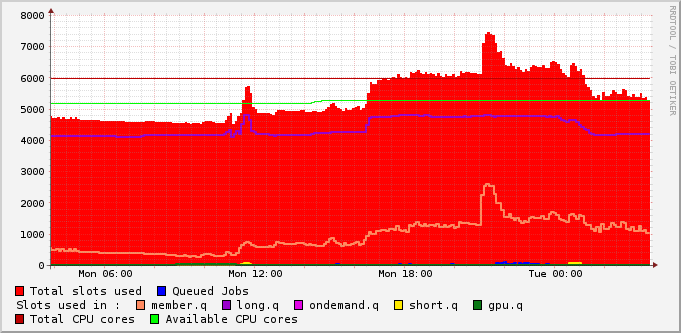 8000
7000
6000
5000
4000
3000
2000
1000
0
Mon 06:00 Mon 12:00 Mon 18:00 Tue 00:00
Total slots used Queued Jobs
Slots used in : member.q long.q ondemand.q short.q gpu.q
Total CPU cores Available CPU cores
RRDTOOL / TOBI OETIKER